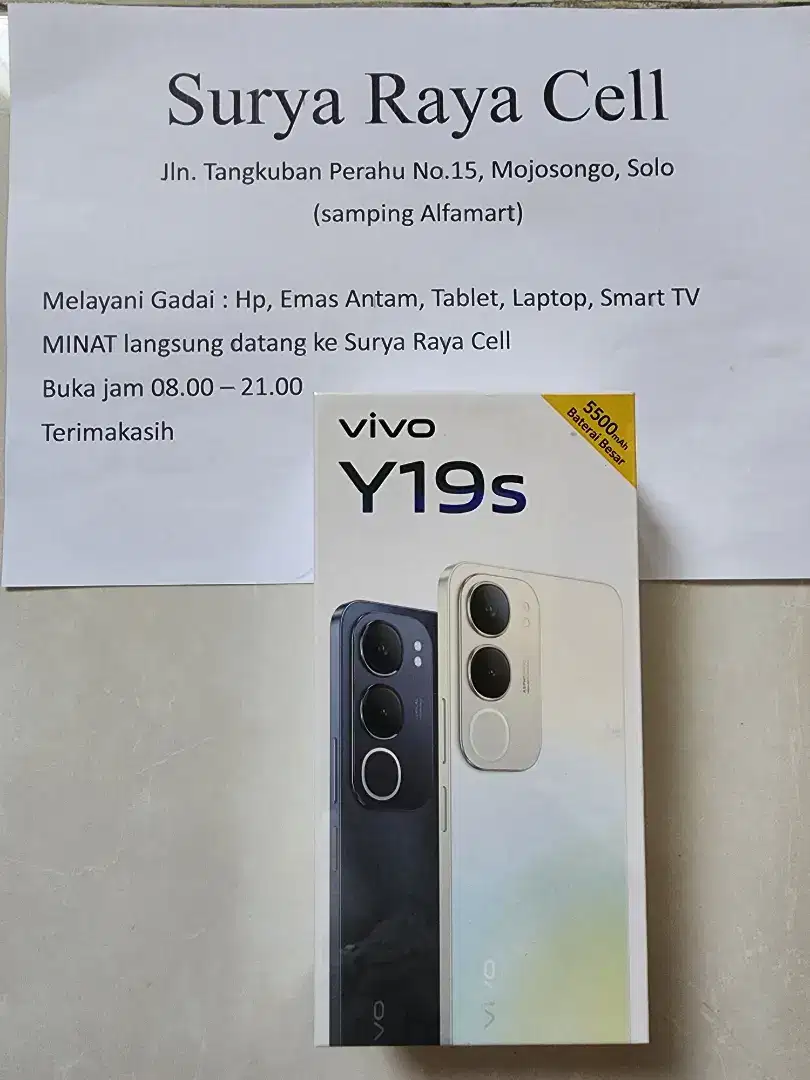 Surya Raya Cell
Jln. Tangkuban Perahu No.15, Mojosongo, Solo
(samping Alfamart)
Melayani Gadai : Hp, Emas Antam, Tablet, Laptop, Smart TV
MINAT langsung datang ke Surya Raya Cell
Buka jam 08.00 – 21.00
Terimakasih
vivo
Y19s
5500mAh
Baterai Besar
vo
vivo